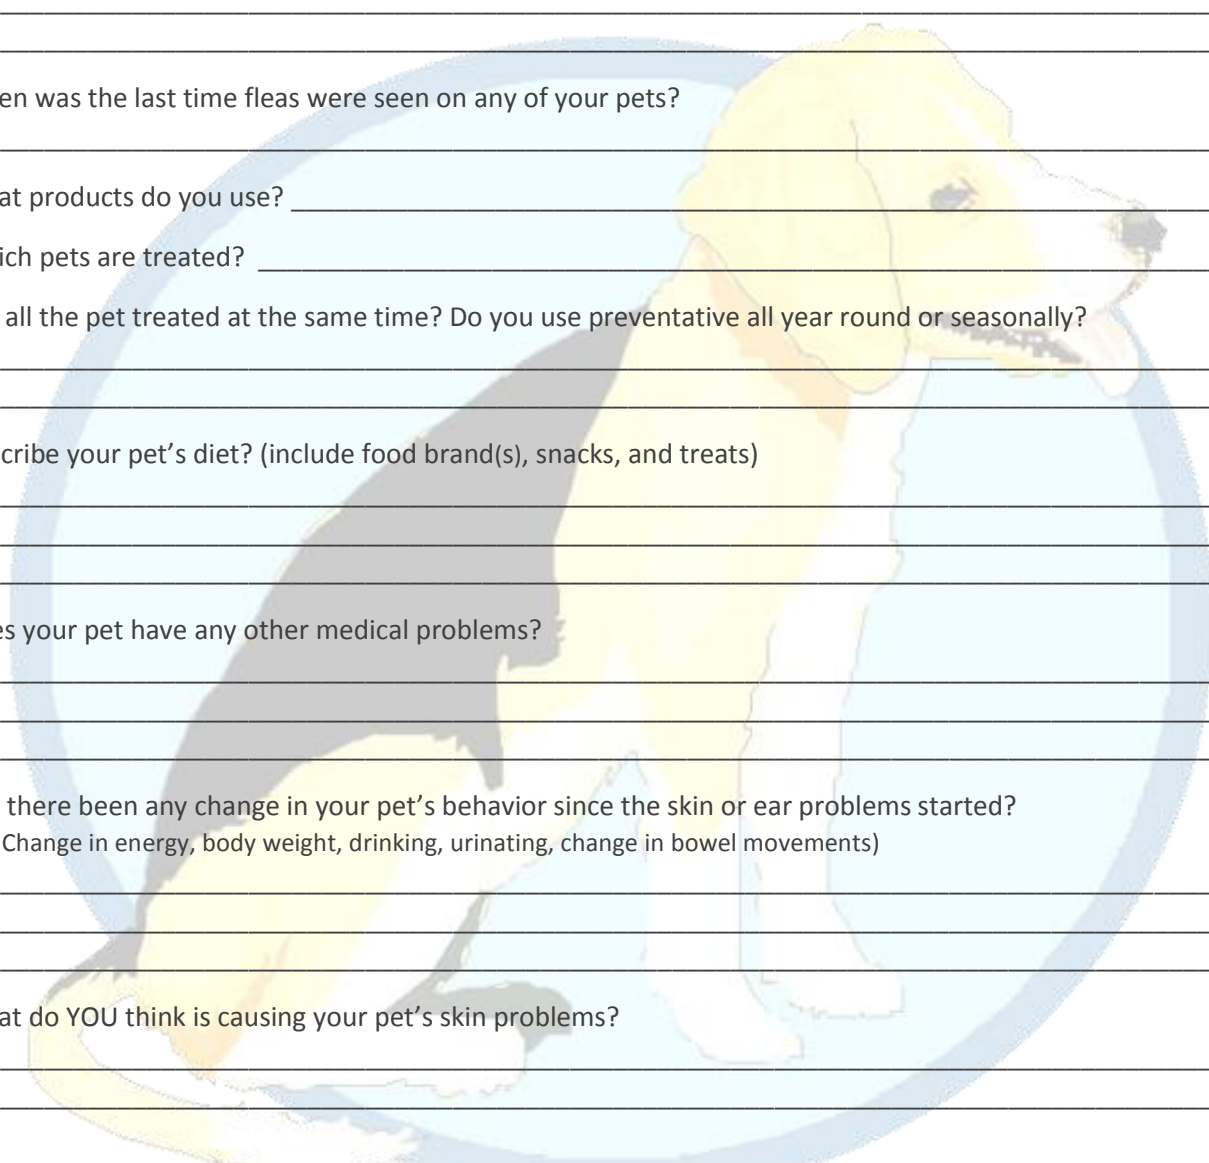 en was the last time fleas were seen on any of your pets?
at products do you use? ______________________________
ich pets are treated? ______________________________
all the pet treated at the same time? Do you use preventative all year round or seasonally?
cribe your pet’s diet? (include food brand(s), snacks, and treats)
es your pet have any other medical problems?
there been any change in your pet’s behavior since the skin or ear problems started?
Change in energy, body weight, drinking, urinating, change in bowel movements)
at do YOU think is causing your pet’s skin problems?